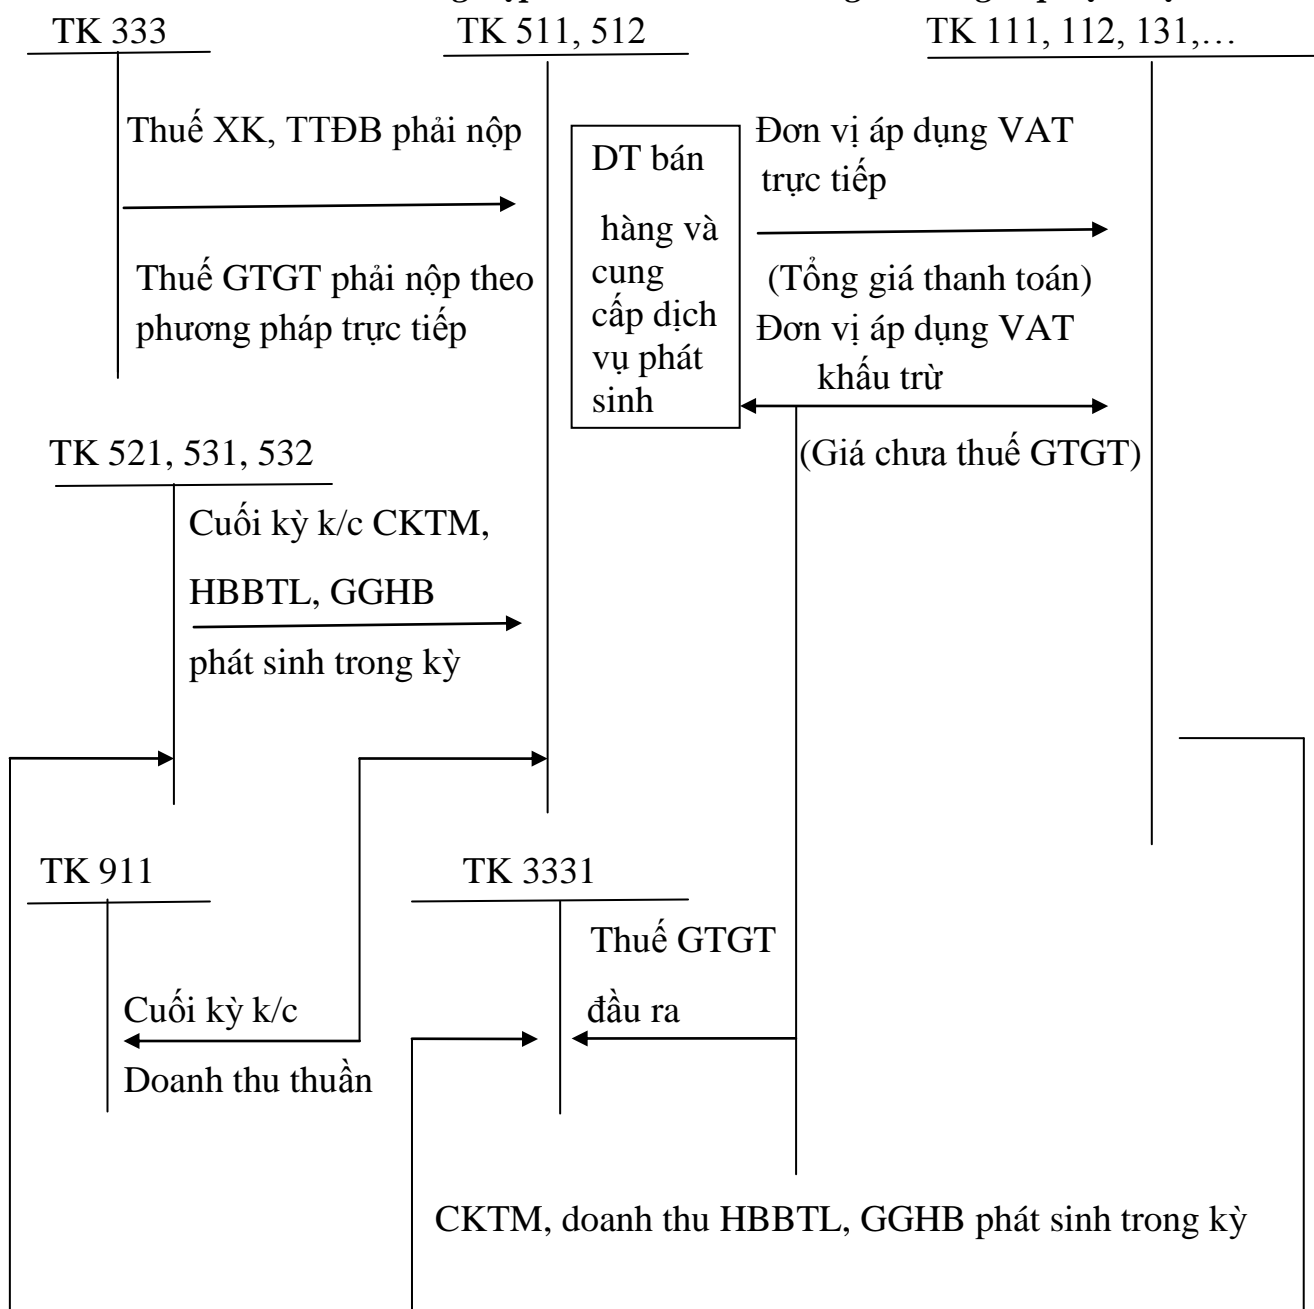 TK 333
TK 511, 512
TK 111, 112, 131,…
Thuế XK, TTĐB phải nộp
Thuế GTGT phải nộp theo
phương pháp trực tiếp
DT bán
hàng và
cung
cấp dịch
vụ phát
sinh
Đơn vị áp dụng VAT
trực tiếp
(Tổng giá thanh toán)
Đơn vị áp dụng VAT
khấu trừ
(Giá chưa thuế GTGT)
TK 521, 531, 532
Cuối kỳ k/c CKTM,
HBBTL, GGHB
phát sinh trong kỳ
TK 911
Cuối kỳ k/c
Doanh thu thuần
TK 3331
Thuế GTGT
đầu ra
CKTM, doanh thu HBBTL, GGHB phát sinh trong kỳ